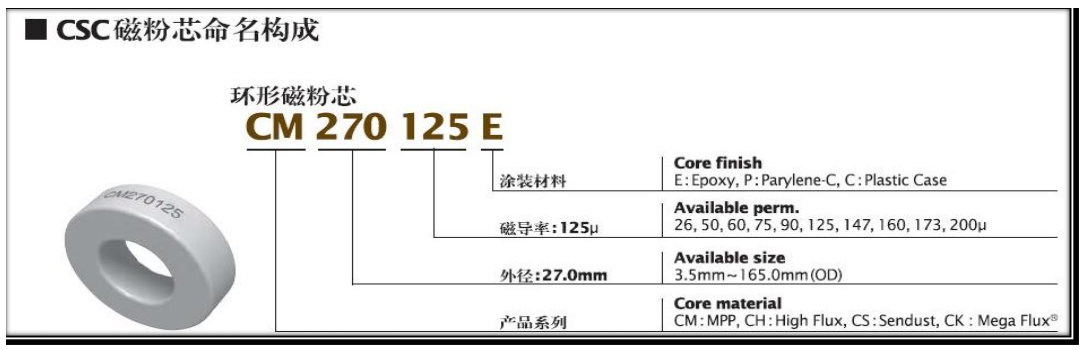 ■ CSC磁粉芯命名构成
环形磁粉芯
CM 270 125 E
CM270125
涂装材料
Core finish
E:Epoxy, P:Parylene-C, C:Plastic Case
磁导率:125μ
Available perm.
26, 50, 60, 75, 90, 125, 147, 160, 173, 200μ
外径:27.0mm
Available size
3.5mm~165.0mm(OD)
产品系列
Core material
CM:MPP, CH:High Flux, CS:Sendust, CK : Mega Flux®